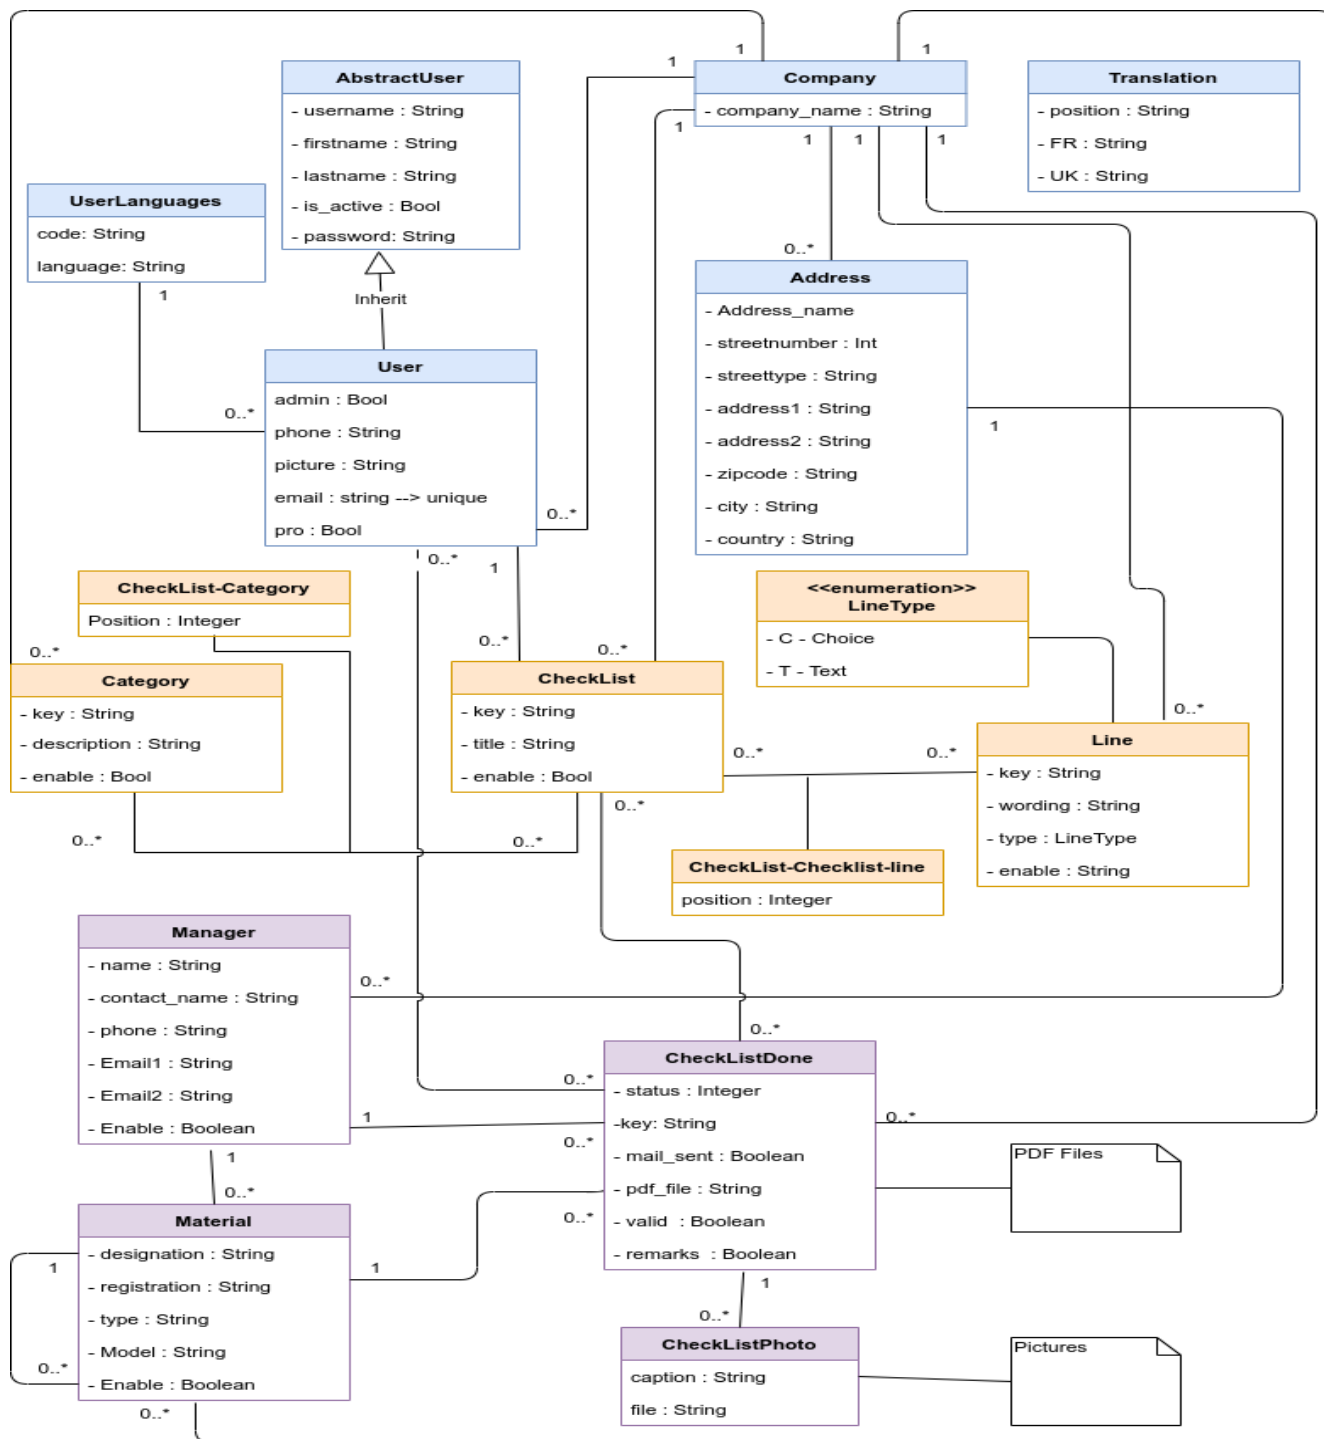 1
1
1
AbstractUser
- username : String
- firstname : String
- lastname : String
- is_active : Bool
- password: String
Company
- company_name : String
1
1
1
1
Translation
- position : String
- FR : String
- UK : String
UserLanguages
code: String
language: String
1
Inherit
0..*
Address
- Address_name
- streetnumber : Int
- streettype : String
- address1 : String
- address2 : String
- zipcode : String
- city : String
- country : String
1
User
admin : Bool
phone : String
picture : String
email : string --> unique
pro : Bool
0..*
0..*
0..*
1
CheckList-Category
Position : Integer
<<enumeration>>
LineType
- C - Choice
- T - Text
0..*
0..*
0..*
0..*
Category
- key : String
- description : String
- enable : Bool
CheckList
- key : String
- title : String
- enable : Bool
0..*
0..*
Line
- key : String
- wording : String
- type : LineType
- enable : String
0..*
0..*
0..*
CheckList-Checklist-line
position : Integer
Manager
- name : String
- contact_name : String
- phone : String
- Email1 : String
- Email2 : String
- Enable : Boolean
0..*
0..*
0..*
1
0..*
0..*
CheckListDone
- status : Integer
-key: String
- mail_sent : Boolean
- pdf_file : String
- valid : Boolean
- remarks : Boolean
PDF Files
1
0..*
0..*
Material
- designation : String
- registration : String
- type : String
- Model : String
- Enable : Boolean
1
1
0..*
0..*
1
0..*
CheckListPhoto
caption : String
file : String
Pictures